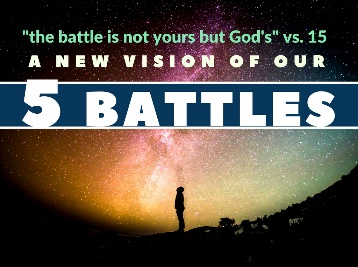 "the battle is not yours but God's" vs. 15
A NEW VISION OF OUR
5 BATTLES